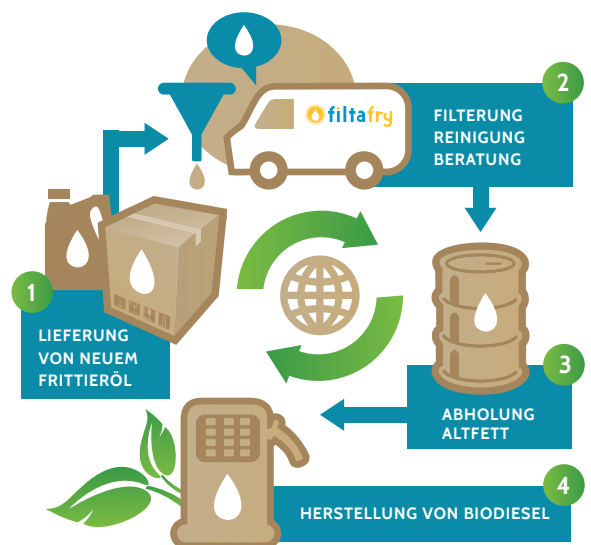 filtafry
1
LIEFERUNG
VON NEUEM
FRITTIERÖL
2
FILTERUNG
REINIGUNG
BERATUNG
3
ABHOLUNG
ALTFETT
4
HERSTELLUNG VON BIODIESEL